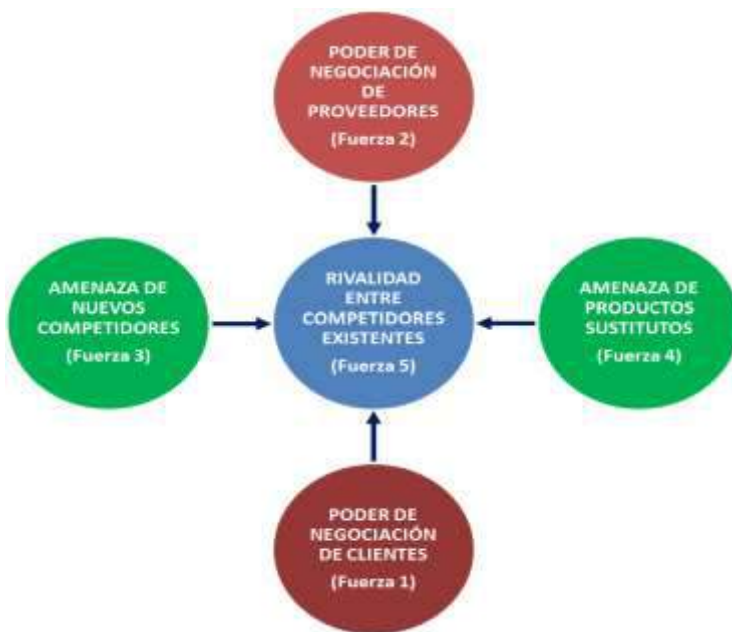 PODER DE
NEGOCIACIÓN
DE
PROVEEDORES
(Fuerza 2)
AMENAZA DE
NUEVOS
COMPETIDORES
(Fuerza 3)
RIVALIDAD
ENTRE
COMPETIDORES
EXISTENTES
(Fuerza 5)
AMENAZA DE
PRODUCTOS
SUSTITUTOS
(Fuerza 4)
PODER DE
NEGOCIACIÓN
DE CLIENTES
(Fuerza 1)